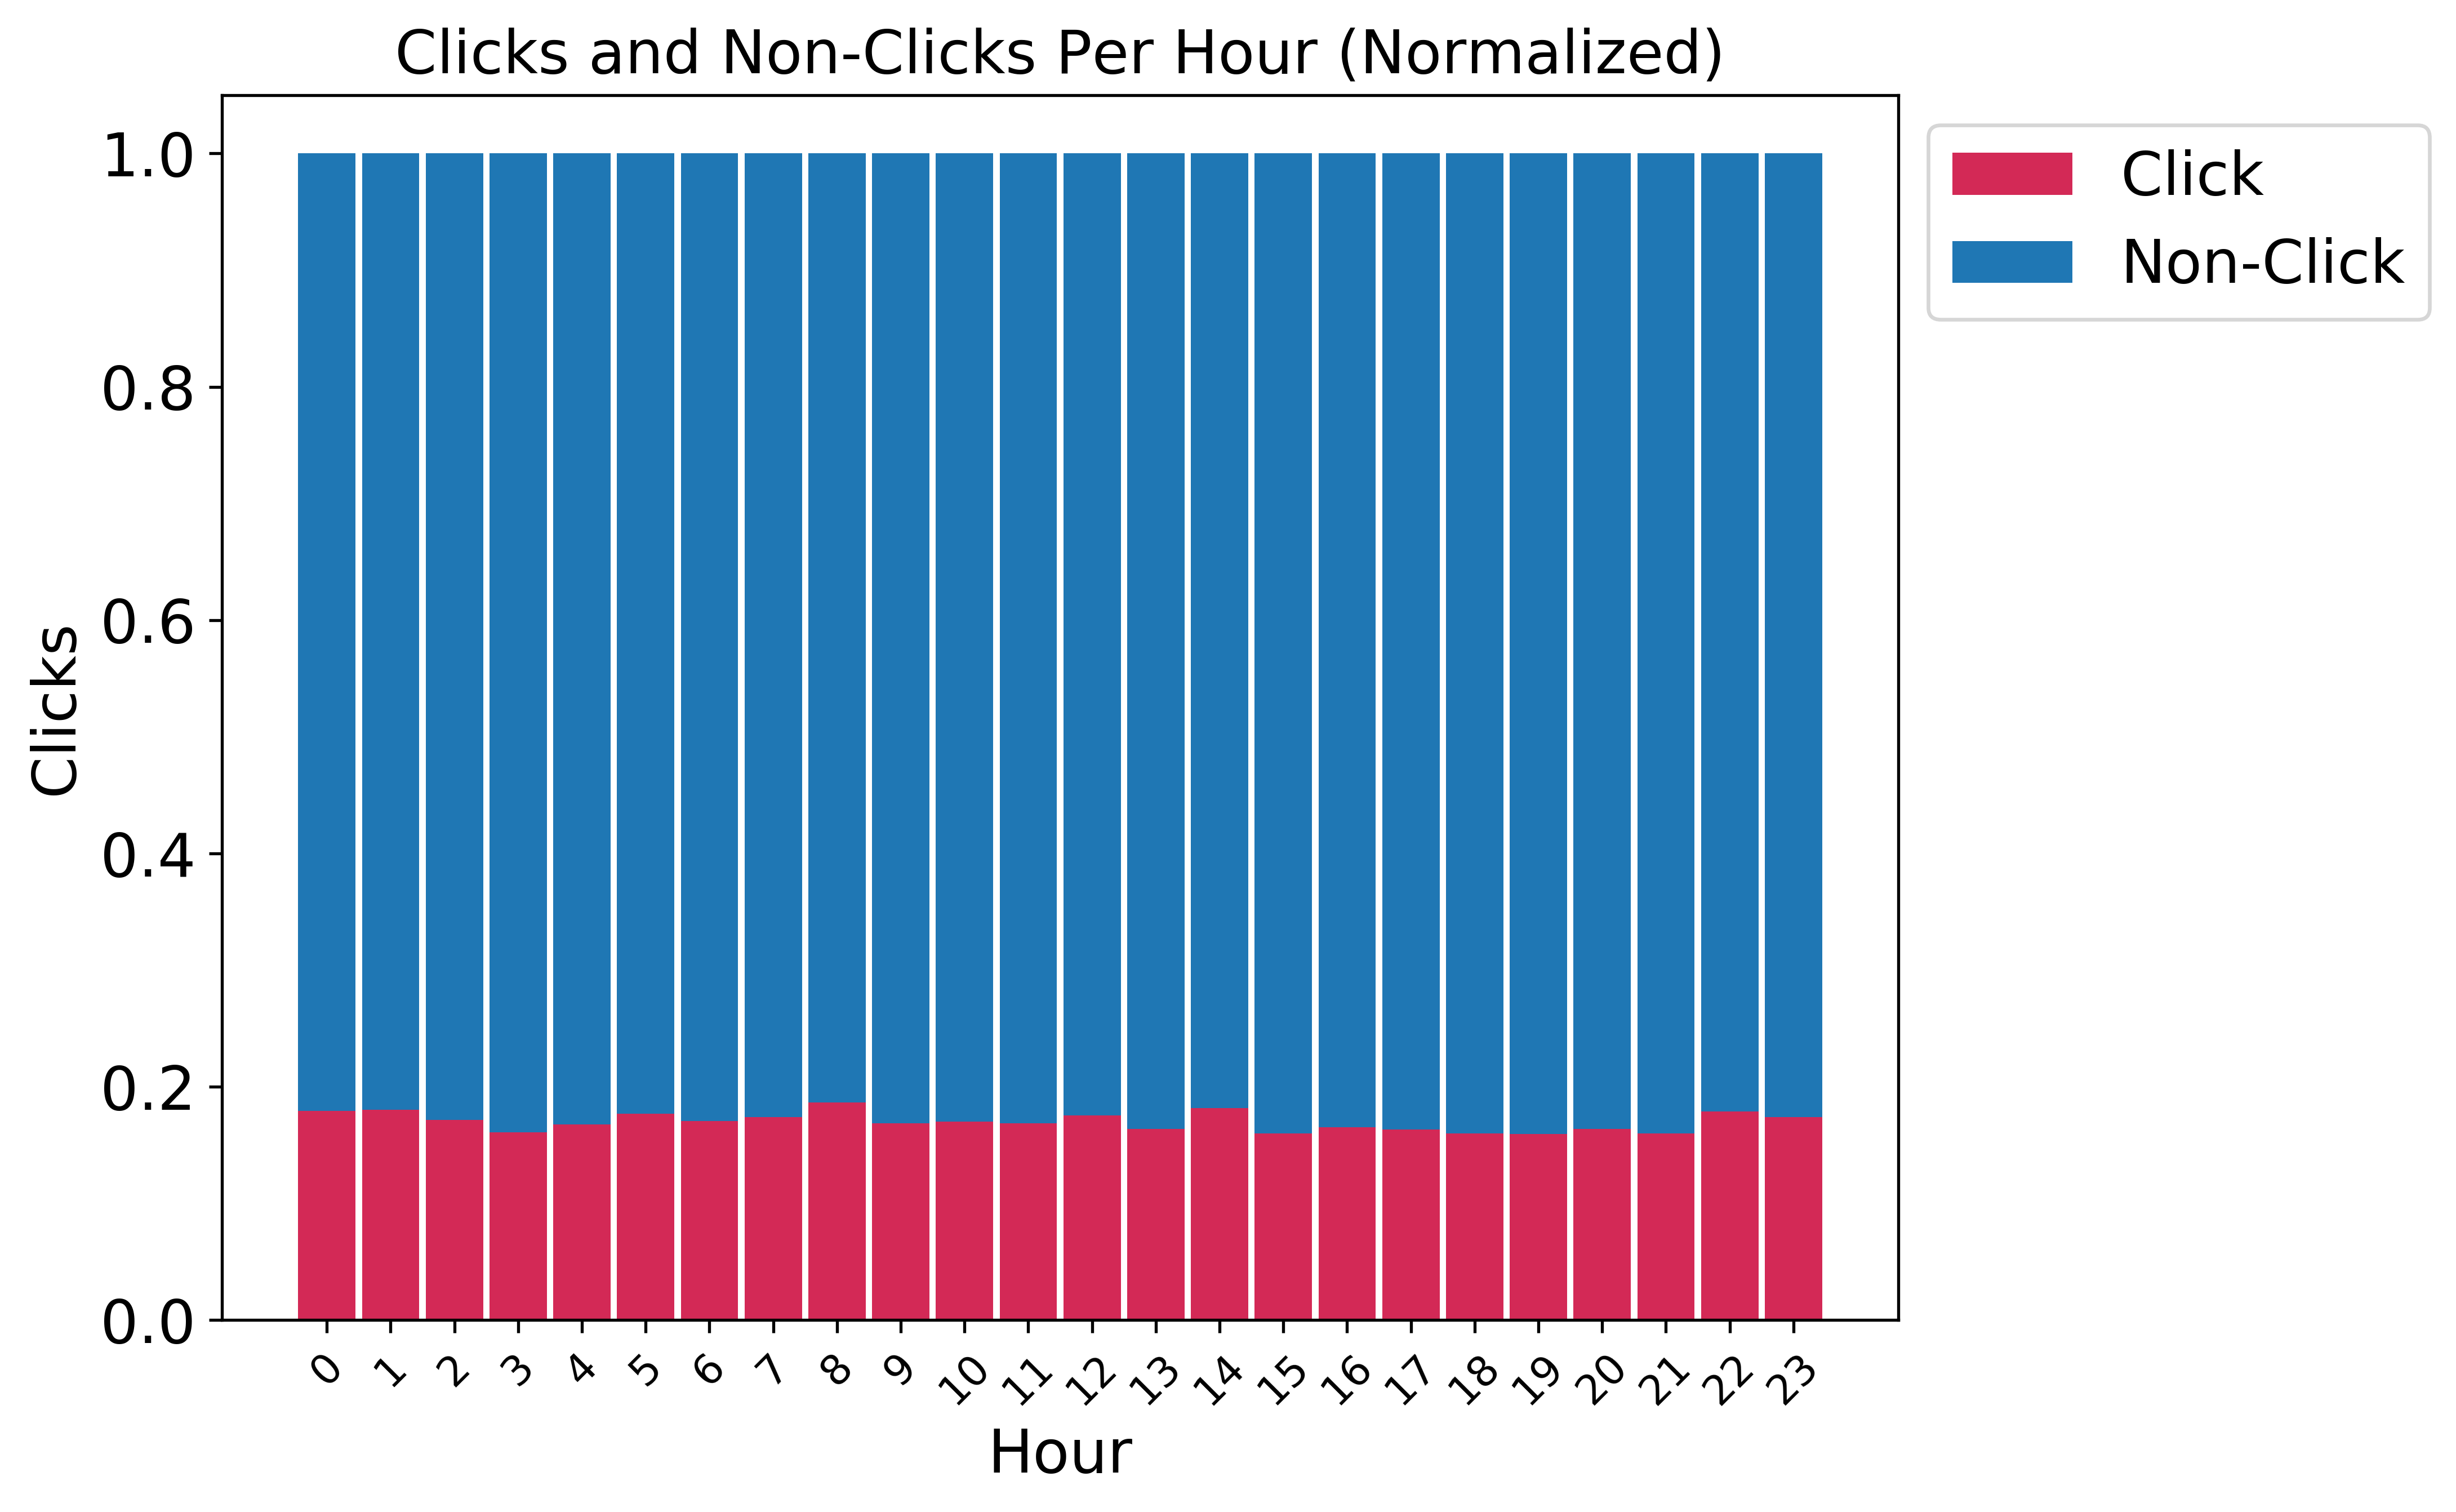 Clicks and Non-Clicks Per Hour (Normalized)
Click
Non-Click
1.0
0.8
0.6
0.4
0.2
0.0
Clicks
0 1 2 3 4 5 6 7 8 9 10 11 12 13 14 15 16 17 18 19 20 21 22 23
Hour